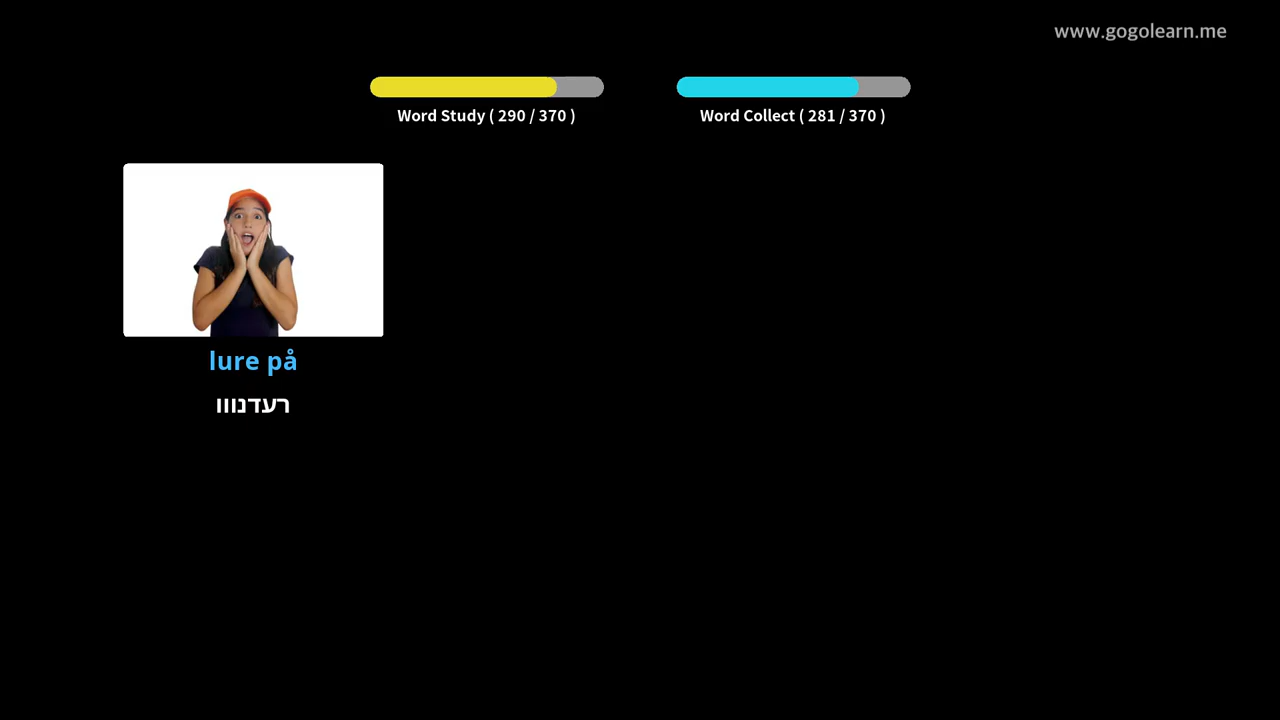 www.gogolearn.me
Word Study ( 290 / 370 )
Word Collect ( 281 / 370 )
lure på
רעדנווו